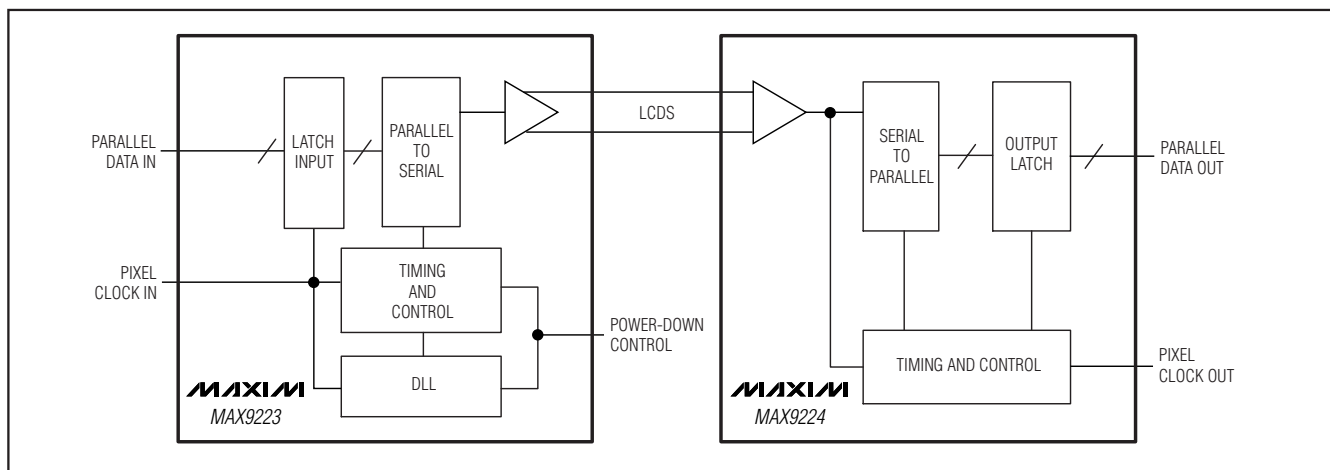 PARALLEL
DATA IN
LATCH
INPUT
PARALLEL
TO
SERIAL
PIXEL
CLOCK IN
TIMING
AND
CONTROL
DLL
POWER-DOWN
CONTROL
MAXIM
MAX9223
LCDS
SERIAL
TO
PARALLEL
OUTPUT
LATCH
PARALLEL
DATA OUT
TIMING AND CONTROL
PIXEL
CLOCK OUT
MAXIM
MAX9224